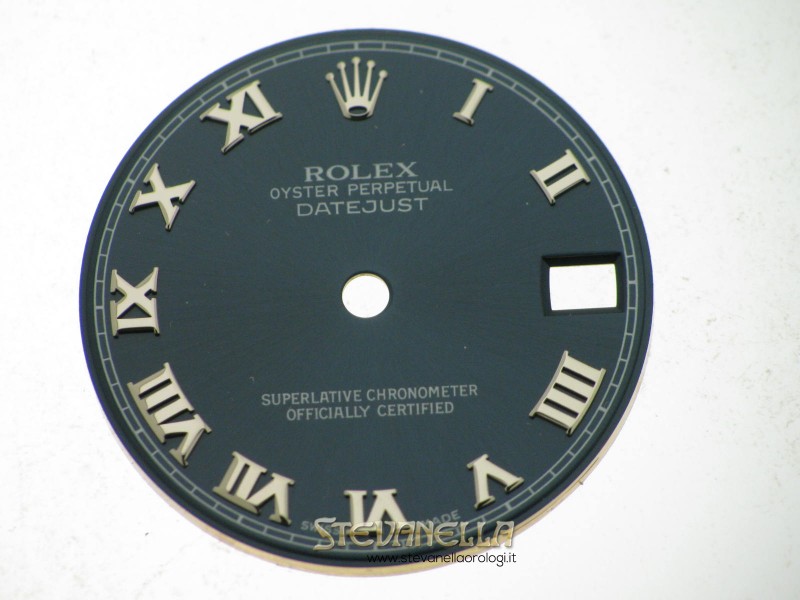 XI
I
X
II
ROLEX
OYSTER PERPETUAL
DATEJUST
IX
SUPERLATIVE CHRONOMETER
OFFICIALLY CERTIFIED
VIII
IIII
VII
VI
V
MADE
STEVANELLA
www.stevanellaorologi.it